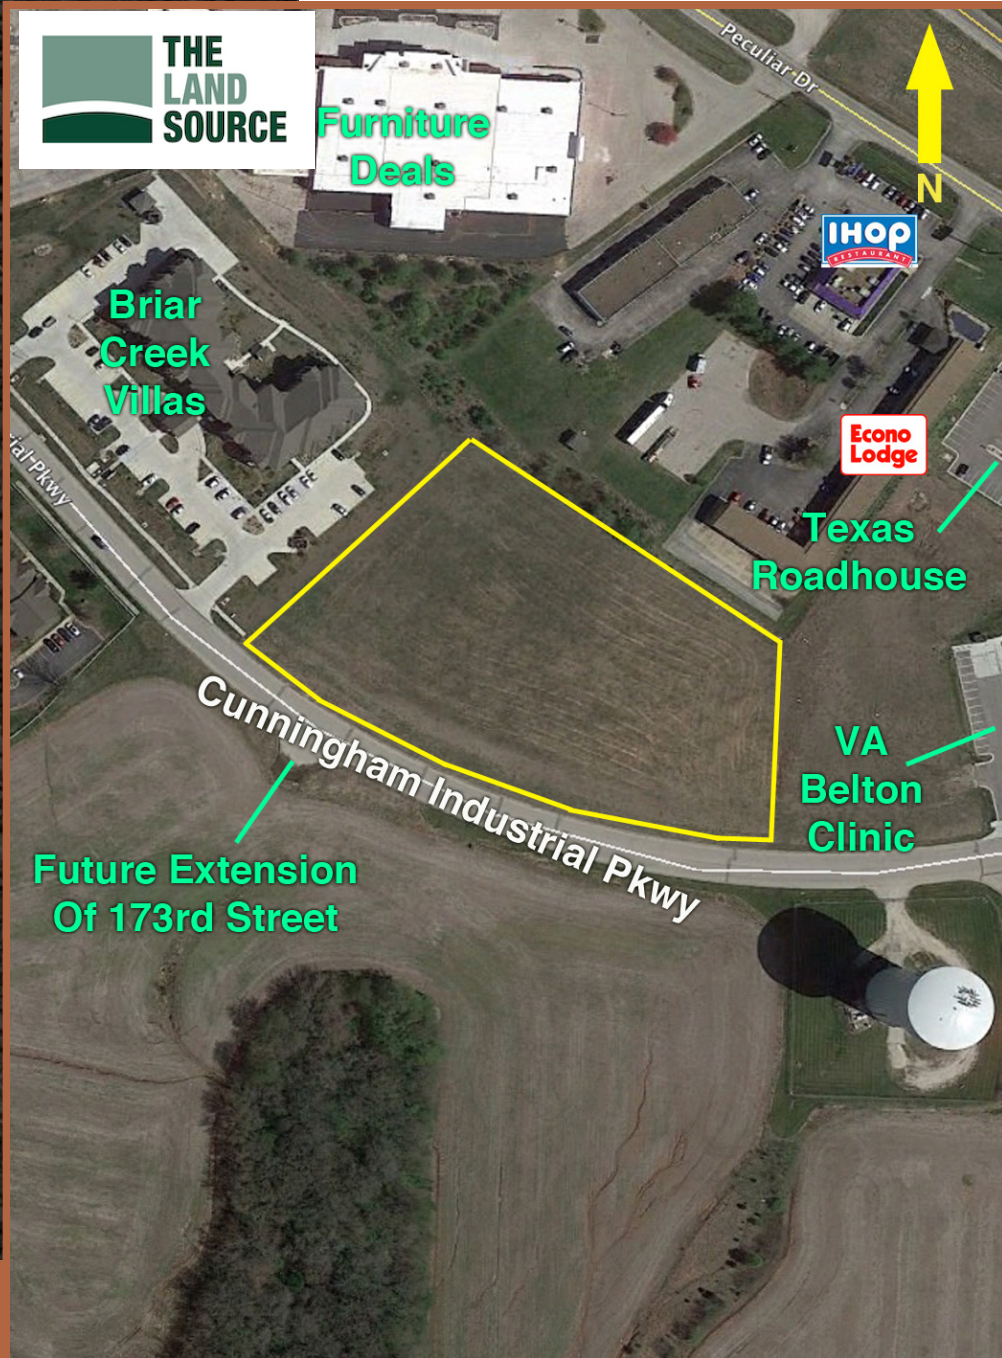 THE
LAND
SOURCE
Furniture
Deals
Peculiar Dr
N
IHOP
RESTAURANT
Briar
Creek
Villas
rial Pkwy
Econo
Lodge
Texas
Roadhouse
Cunningham Industrial Pkwy
VA
Belton
Clinic
Future Extension
Of 173rd Street